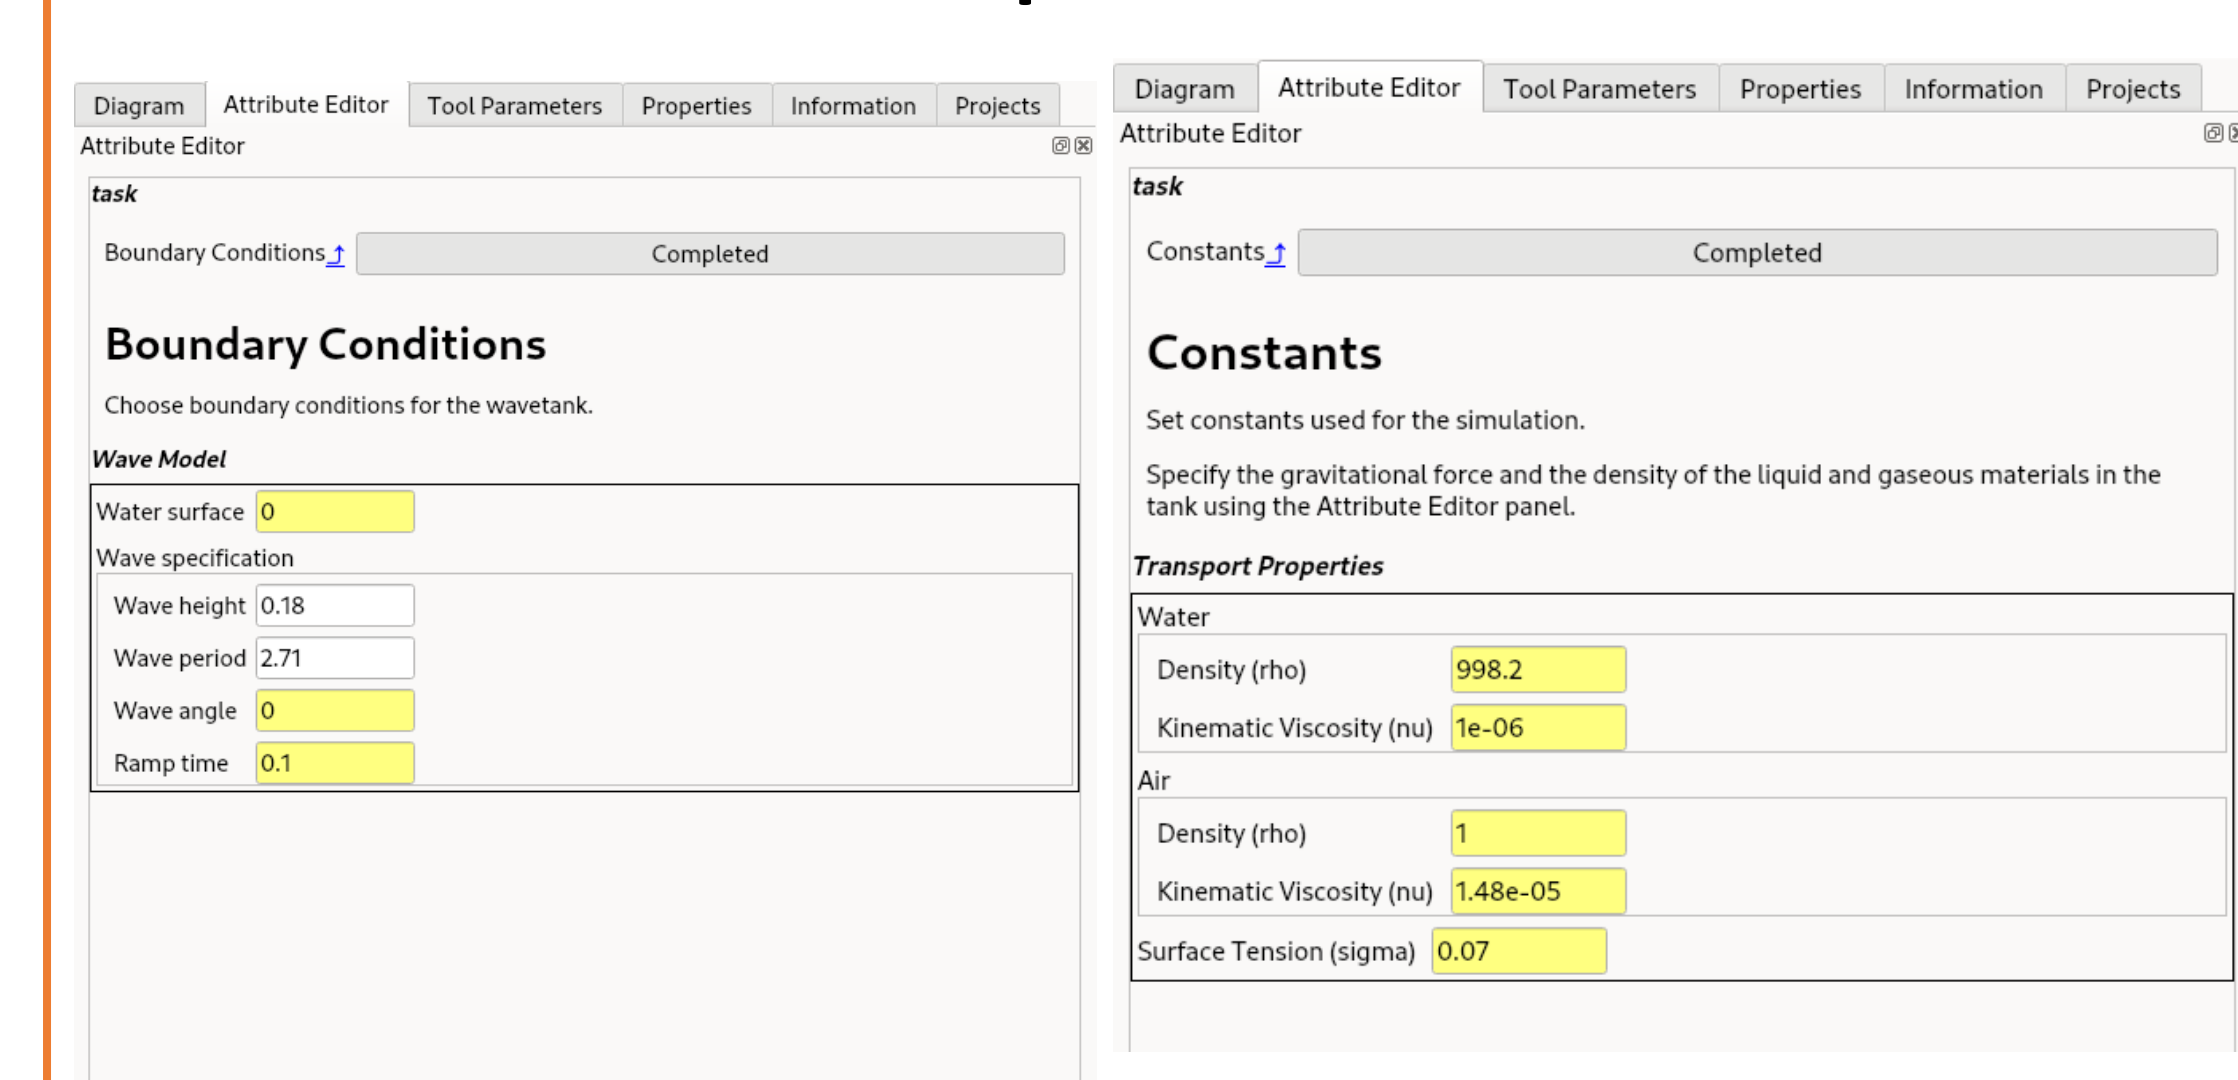 Diagram Attribute Editor Tool Parameters Properties Information Projects
Attribute Editor
task
Boundary Conditions Completed
Boundary Conditions
Choose boundary conditions for the wavetank.
Wave Model
Water surface 0
Wave specification
Wave height 0.18
Wave period 2.71
Wave angle 0
Ramp time 0.1
Diagram Attribute Editor Tool Parameters Properties Information Projects
Attribute Editor
task
Constants Completed
Constants
Set constants used for the simulation.
Specify the gravitational force and the density of the liquid and gaseous materials in the
tank using the Attribute Editor panel.
Transport Properties
Water
Density (rho) 998.2
Kinematic Viscosity (nu) 1e-06
Air
Density (rho) 1
Kinematic Viscosity (nu) 1.48e-05
Surface Tension (sigma) 0.07